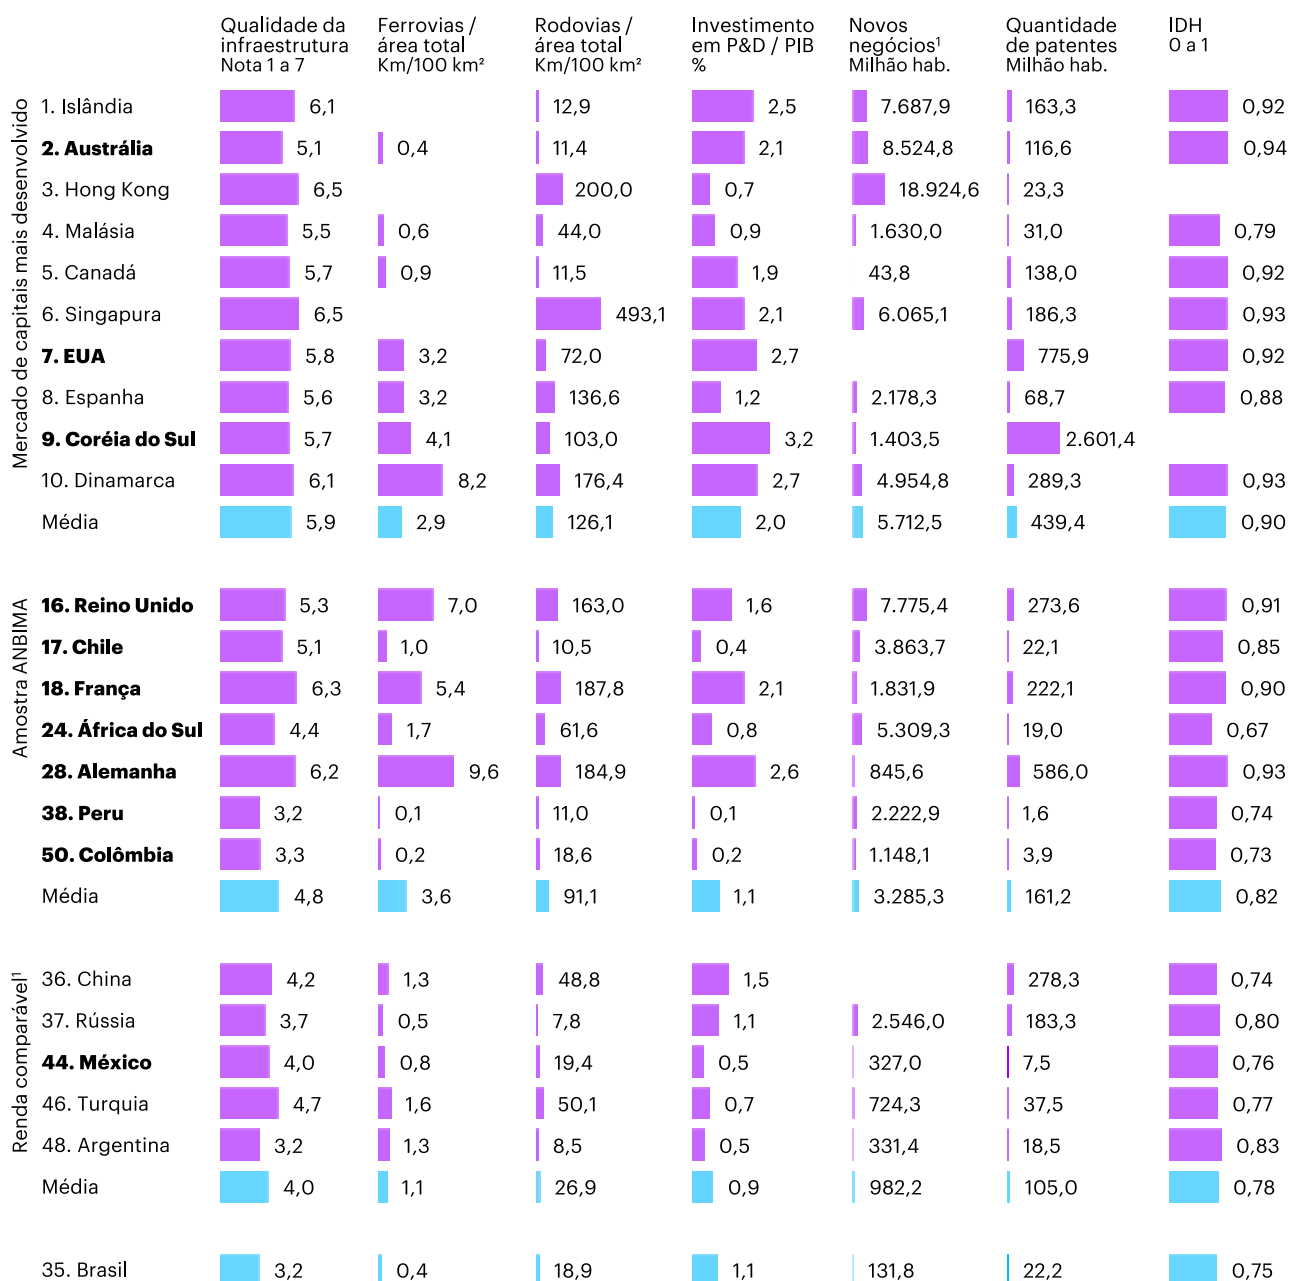 Qualidade da infraestrutura Nota 1 a 7 | Ferrovias / área total Km/100 km² | Rodovias / área total Km/100 km² | Investimento em P&D / PIB % | Novos negócios¹ Milhão hab. | Quantidade de patentes Milhão hab. | IDH 0 a 1
Mercado de capitais mais desenvolvido
1. Islândia 6,1 12,9 2,5 7.687,9 163,3 0,92
2. Austrália 5,1 0,4 11,4 2,1 8.524,8 116,6 0,94
3. Hong Kong 6,5 200,0 0,7 18.924,6 23,3
4. Malásia 5,5 0,6 44,0 0,9 1.630,0 31,0 0,79
5. Canadá 5,7 0,9 11,5 1,9 43,8 138,0 0,92
6. Singapura 6,5 493,1 2,1 6.065,1 186,3 0,93
7. EUA 5,8 3,2 72,0 2,7 775,9 0,92
8. Espanha 5,6 3,2 136,6 1,2 2.178,3 68,7 0,88
9. Coréia do Sul 5,7 4,1 103,0 3,2 1.403,5 2.601,4
10. Dinamarca 6,1 8,2 176,4 2,7 4.954,8 289,3 0,93
Média 5,9 2,9 126,1 2,0 5.712,5 439,4 0,90
Amostra ANBIMA
16. Reino Unido 5,3 7,0 163,0 1,6 7.775,4 273,6 0,91
17. Chile 5,1 1,0 10,5 0,4 3.863,7 22,1 0,85
18. França 6,3 5,4 187,8 2,1 1.831,9 222,1 0,90
24. África do Sul 4,4 1,7 61,6 0,8 5.309,3 19,0 0,67
28. Alemanha 6,2 9,6 184,9 2,6 845,6 586,0 0,93
38. Peru 3,2 0,1 11,0 0,1 2.222,9 1,6 0,74
50. Colômbia 3,3 0,2 18,6 0,2 1.148,1 3,9 0,73
Média 4,8 3,6 91,1 1,1 3.285,3 161,2 0,82
Renda comparável¹
36. China 4,2 1,3 48,8 1,5 278,3 0,74
37. Rússia 3,7 0,5 7,8 1,1 2.546,0 183,3 0,80
44. México 4,0 0,8 19,4 0,5 327,0 7,5 0,76
46. Turquia 4,7 1,6 50,1 0,7 724,3 37,5 0,77
48. Argentina 3,2 1,3 8,5 0,5 331,4 18,5 0,83
Média 4,0 1,1 26,9 0,9 982,2 105,0 0,78
35. Brasil 3,2 0,4 18,9 1,1 131,8 22,2 0,75